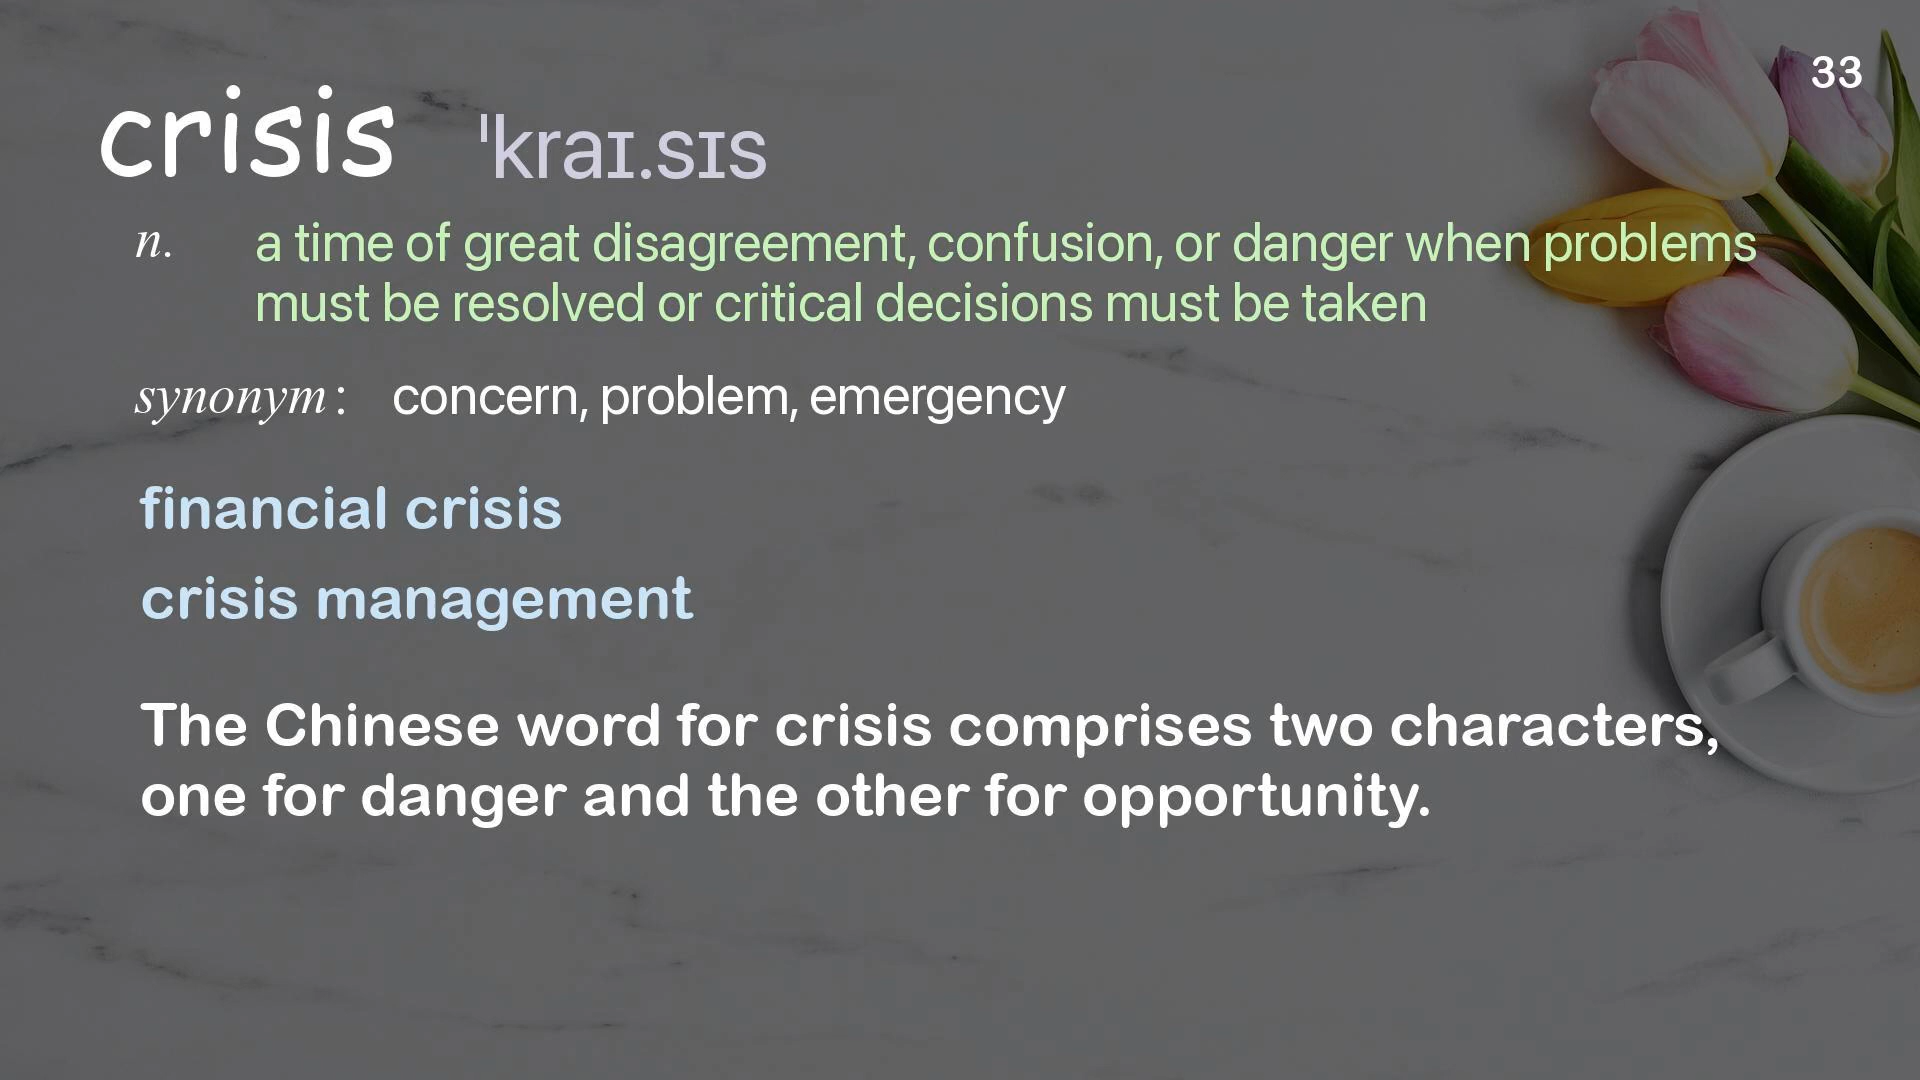 33
crisis ˈkraɪ.sɪs
n. a time of great disagreement, confusion, or danger when problems
must be resolved or critical decisions must be taken
synonym: concern, problem, emergency
financial crisis
crisis management
The Chinese word for crisis comprises two characters,
one for danger and the other for opportunity.